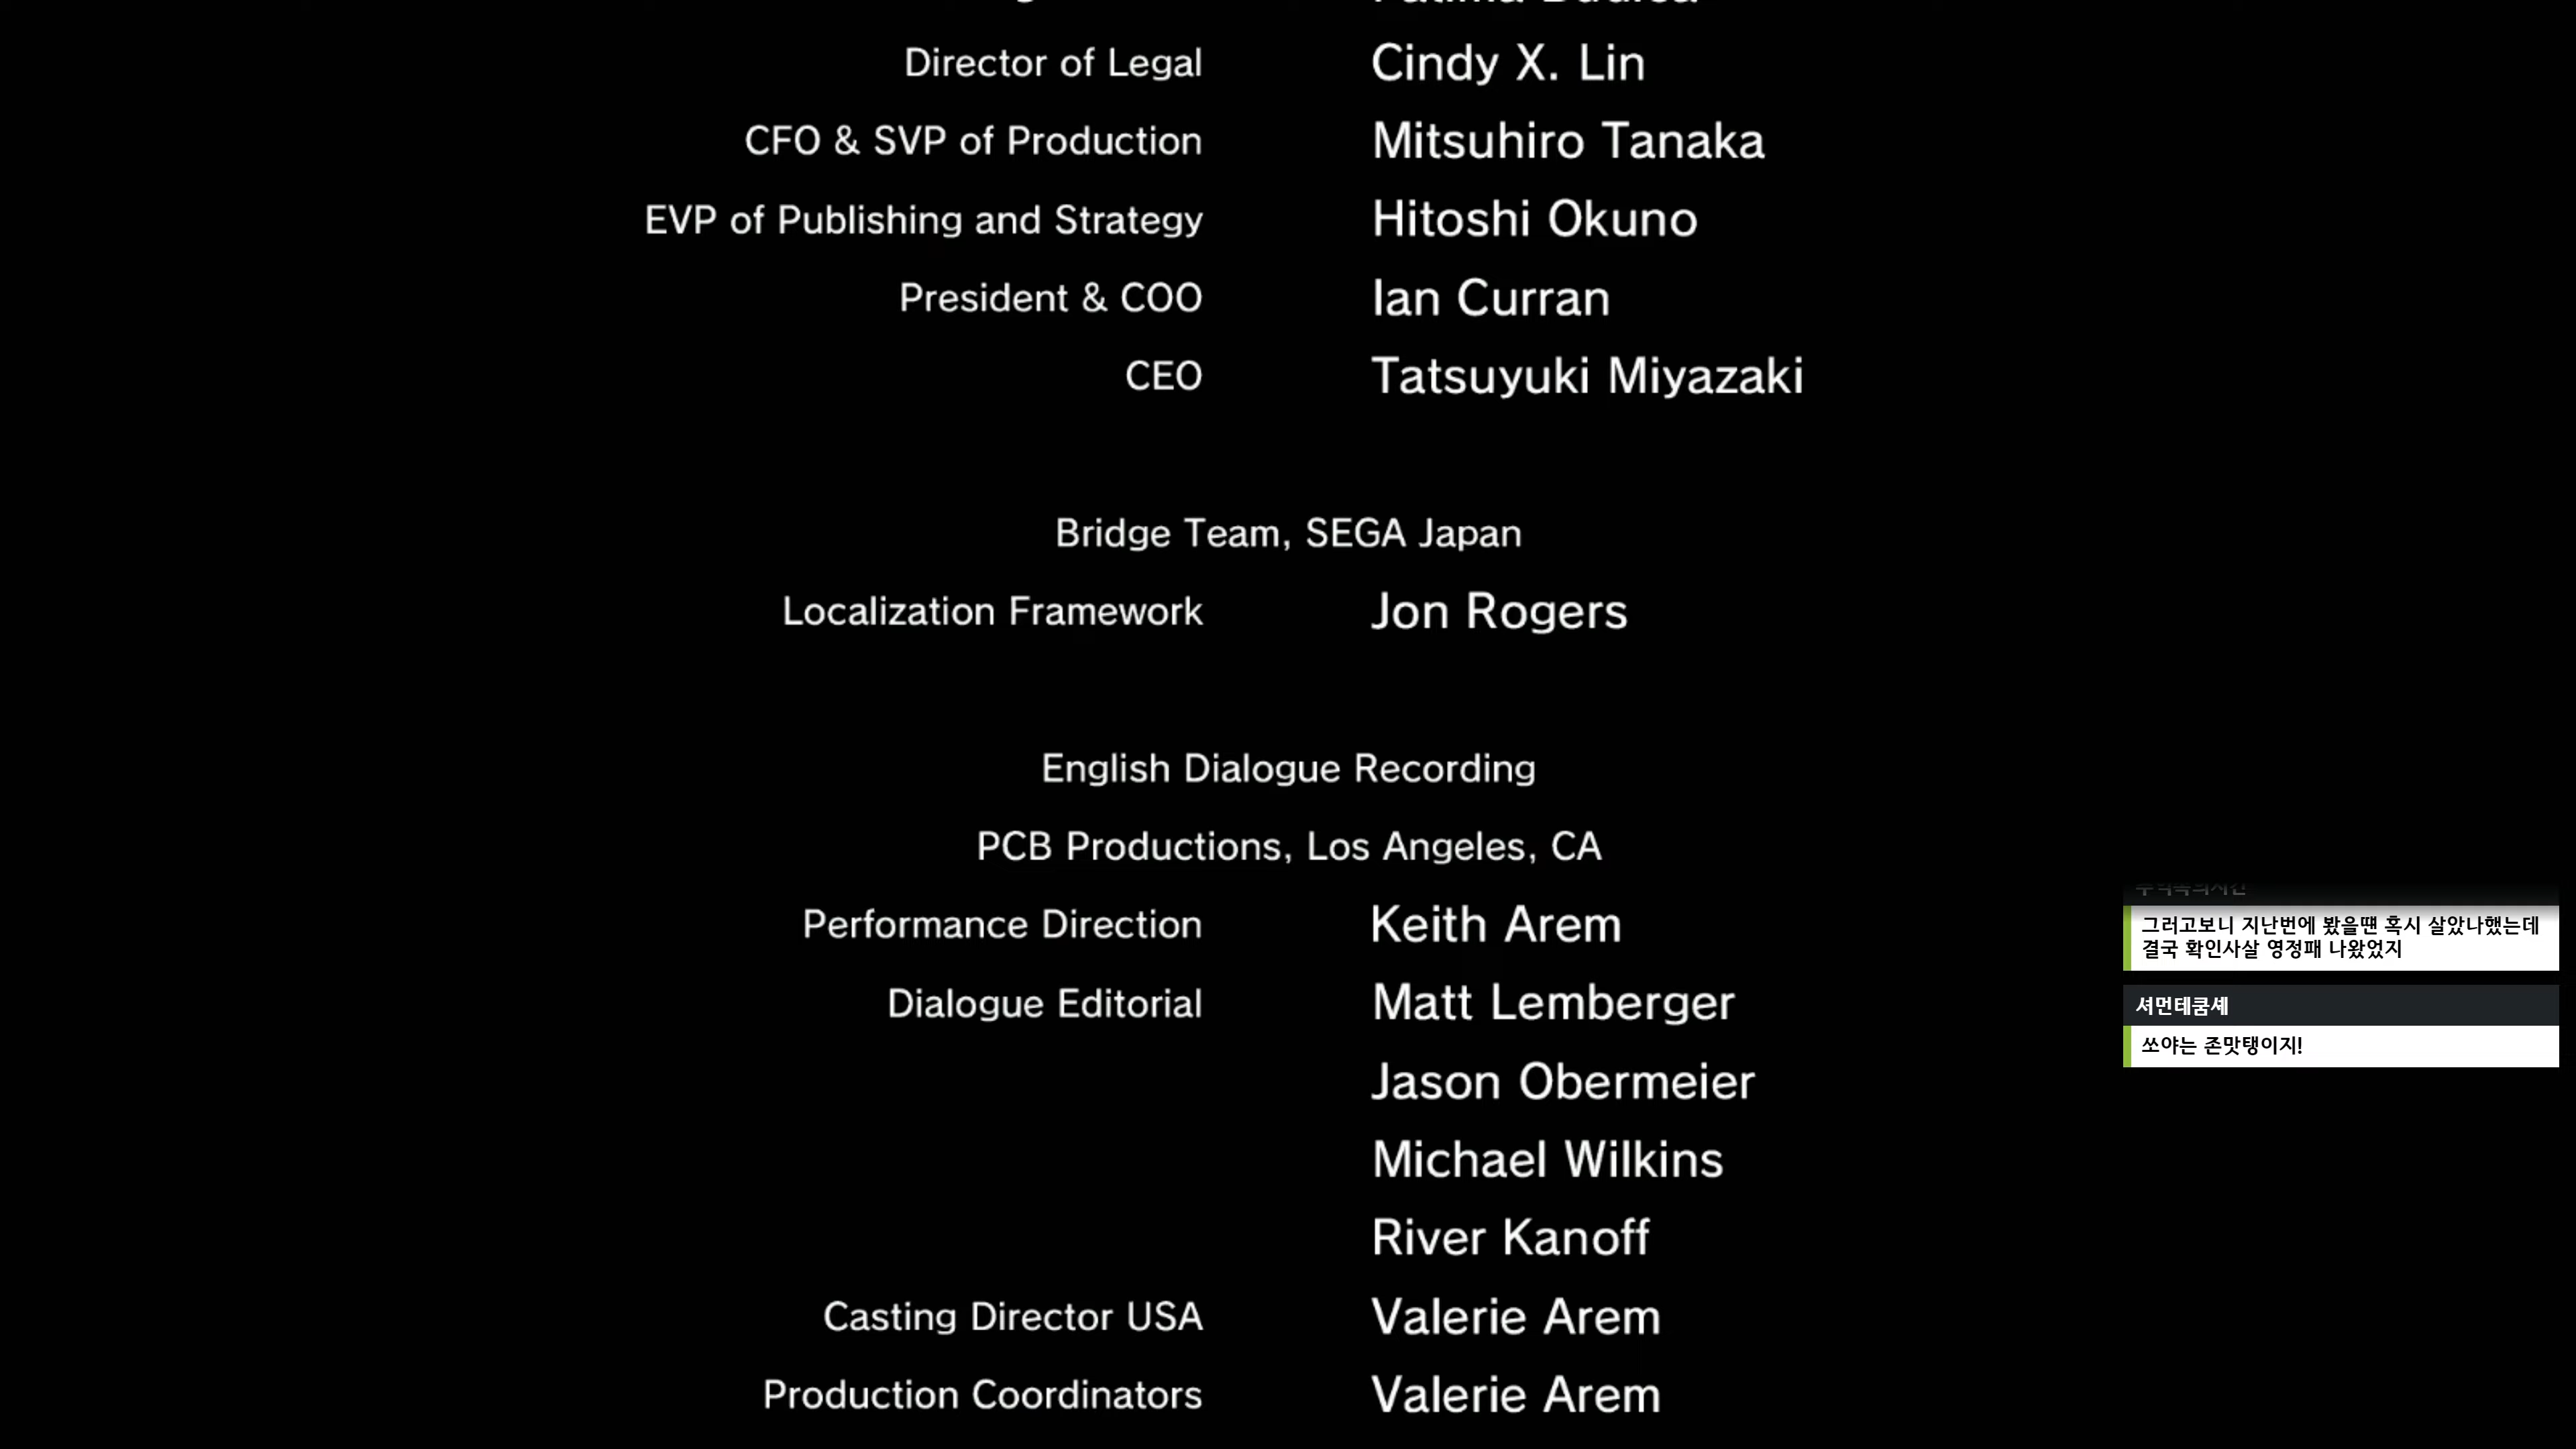 Director of Legal Cindy X. Lin
CFO & SVP of Production Mitsuhiro Tanaka
EVP of Publishing and Strategy Hitoshi Okuno
President & COO Ian Curran
CEO Tatsuyuki Miyazaki
Bridge Team, SEGA Japan
Localization Framework Jon Rogers
English Dialogue Recording
PCB Productions, Los Angeles, CA
Performance Direction Keith Arem
Dialogue Editorial Matt Lemberger
Jason Obermeier
Michael Wilkins
River Kanoff
Casting Director USA Valerie Arem
Production Coordinators Valerie Arem
그러고보니 지난번에 봤을땐 혹시 살았나했는데
결국 확인사살 영정패 나왔었지
셔먼테쿰셰
쏘야는 존맛탱이지!